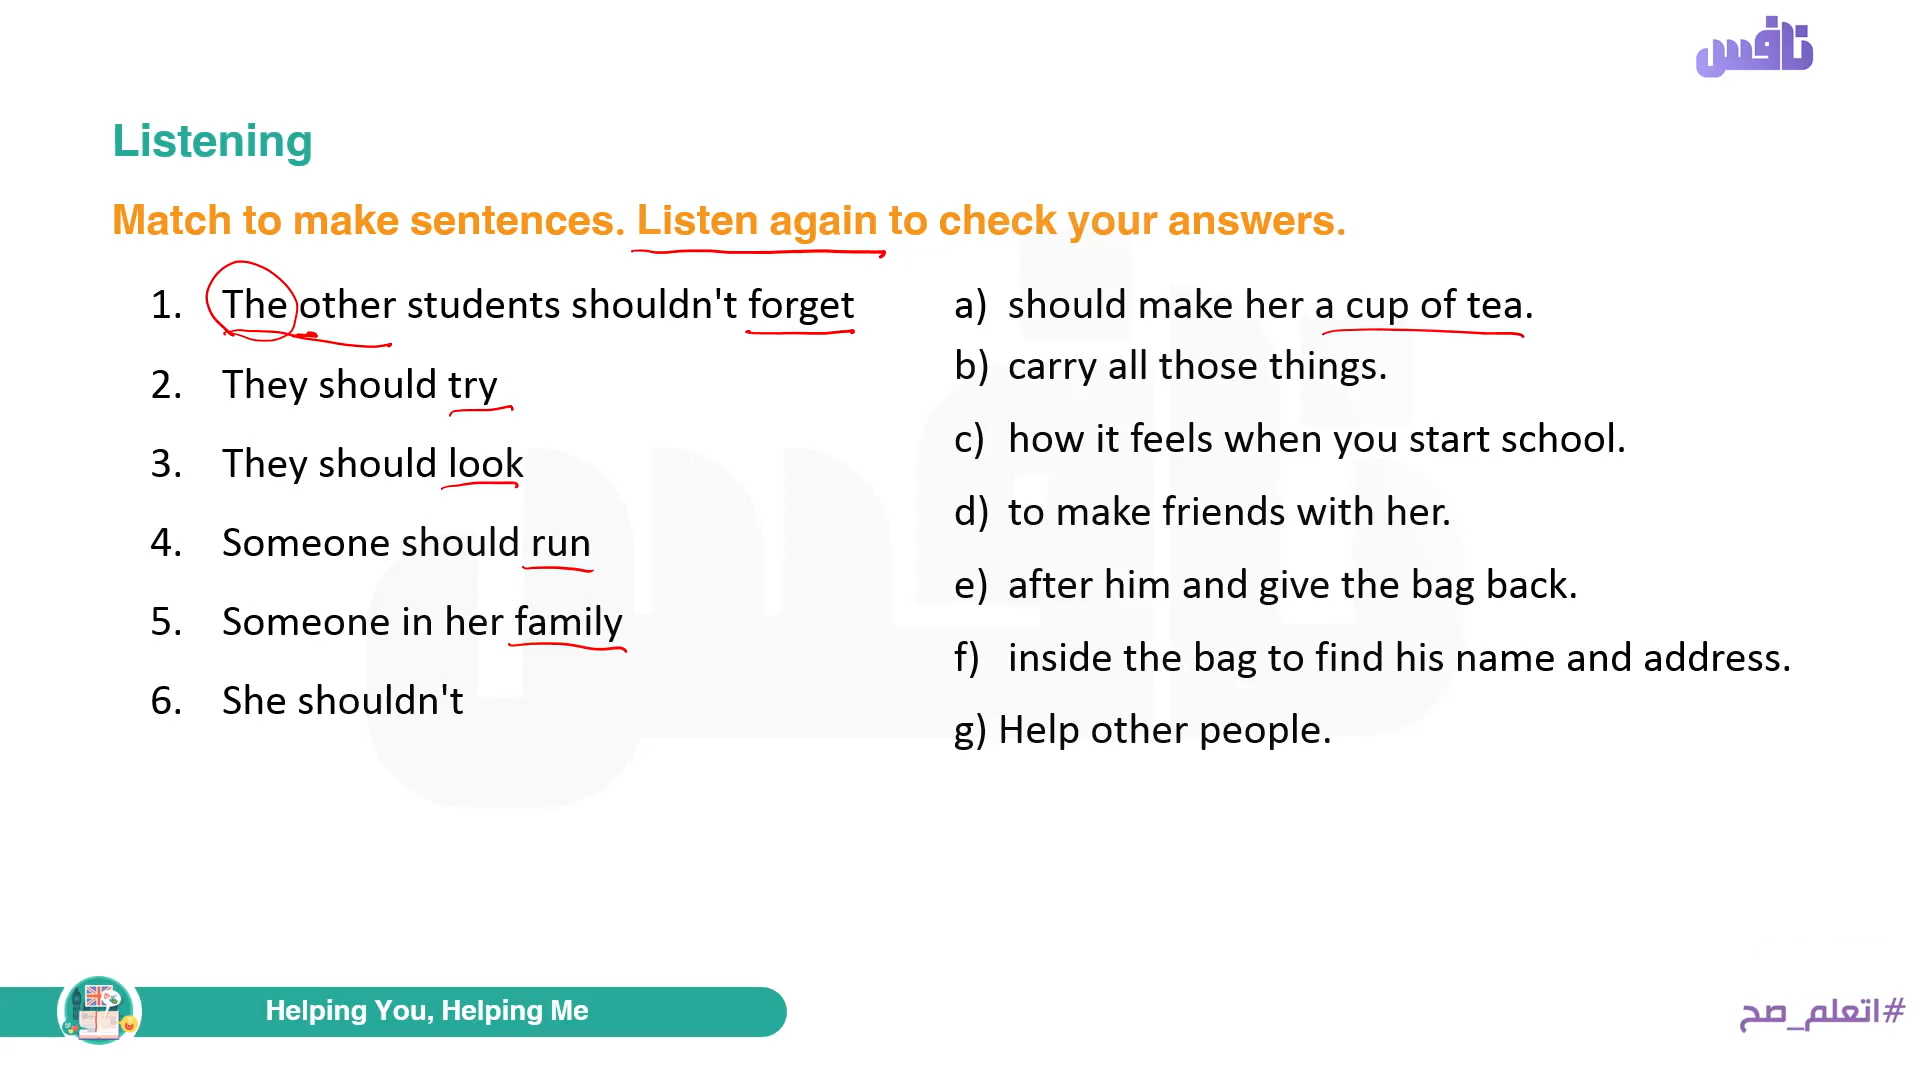 نافس
Listening
Match to make sentences. Listen again to check your answers.
1. The other students shouldn't forget
2. They should try
3. They should look
4. Someone should run
5. Someone in her family
6. She shouldn't
a) should make her a cup of tea.
b) carry all those things.
c) how it feels when you start school.
d) to make friends with her.
e) after him and give the bag back.
f) inside the bag to find his name and address.
g) Help other people.
Helping You, Helping Me
#اتعلم_صح